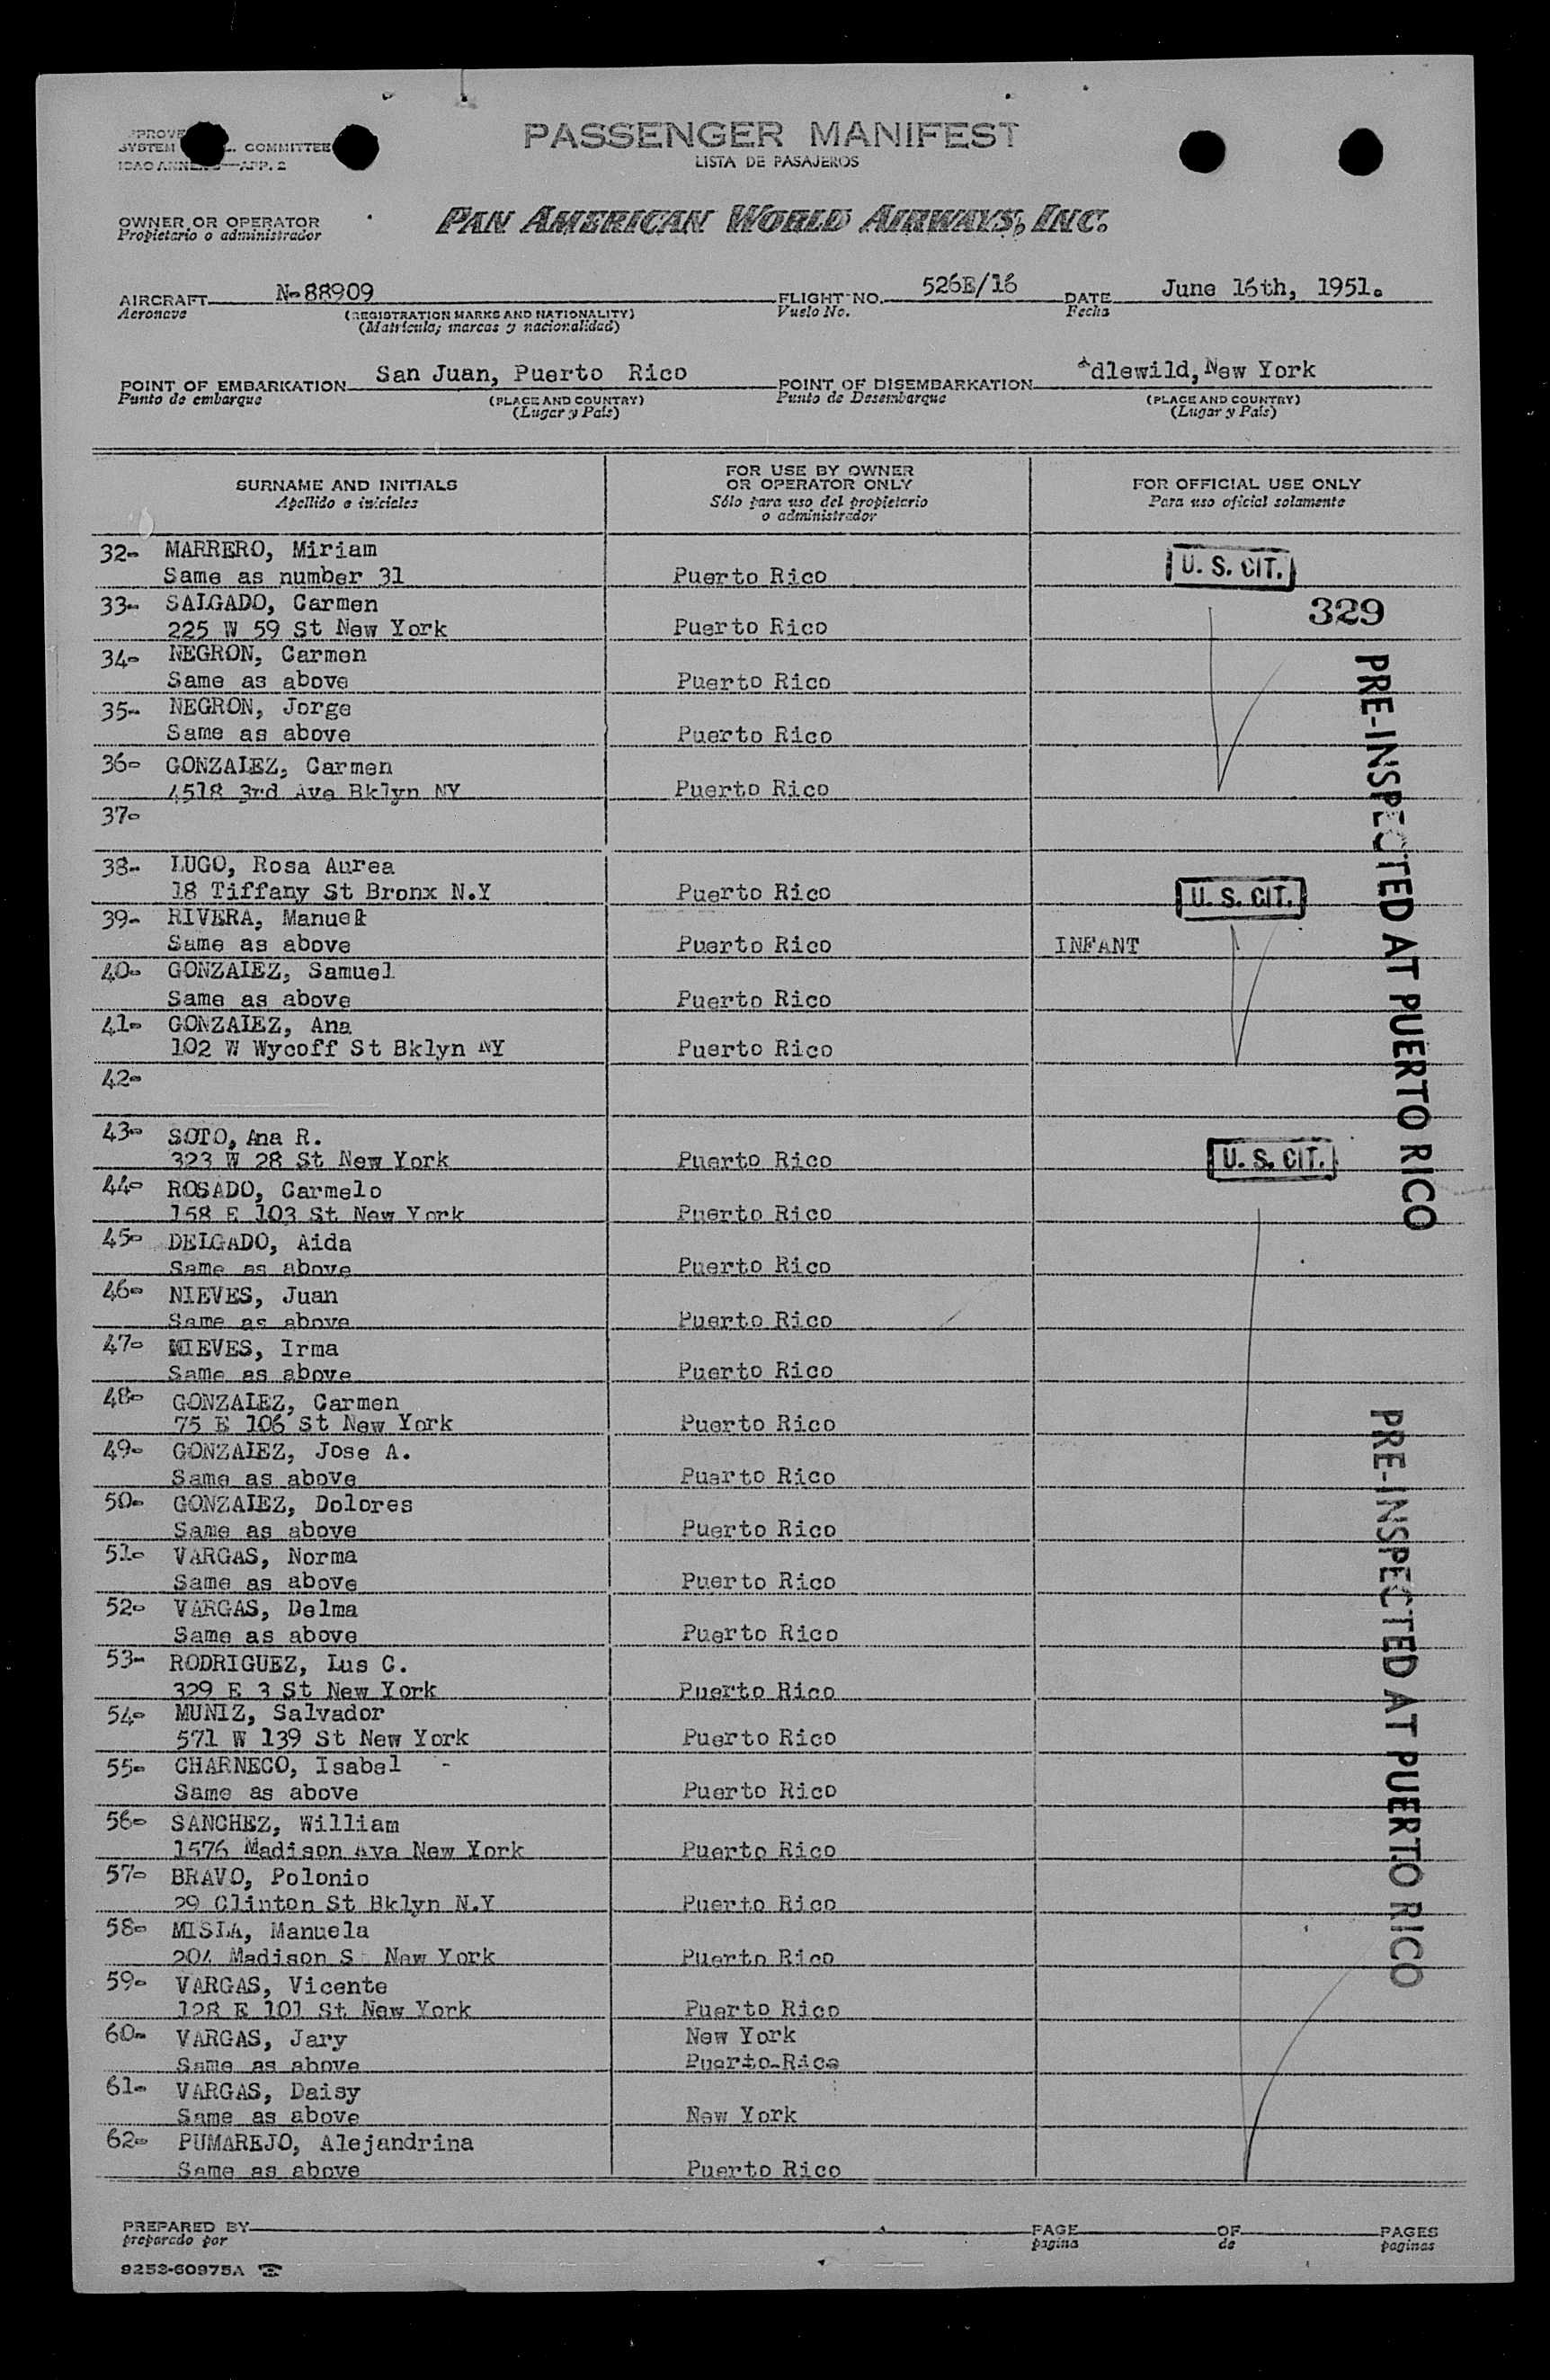 PASSENGER MANIFEST
LISTA DE PASAJEROS
SYSTEM COMMITTEE
APP. 2
OWNER OR OPERATOR
Propietario o administrador
PAN AMERICAN WORLD AIRWAYS, INC.
AIRCRAFT N-88909 FLIGHT NO. 526E/16 DATE June 16th, 1951.
Aeronave (REGISTRATION MARKS AND NATIONALITY) Vuelo No. Fecha
(Matrícula; marcas y nacionalidad)
POINT OF EMBARKATION San Juan, Puerto Rico POINT OF DISEMBARKATION dlewild, New York
Punto de embarque (PLACE AND COUNTRY) Punto de Desembarque (PLACE AND COUNTRY)
(Lugar y País) (Lugar y País)
SURNAME AND INITIALS FOR USE BY OWNER OR OPERATOR ONLY FOR OFFICIAL USE ONLY
Apellido e iniciales Sólo para uso del propietario o administrador Para uso oficial solamente
32- MARRERO, Miriam
Same as number 31 Puerto Rico U. S. CIT.
33- SALGADO, Carmen 329
225 W 59 St New York Puerto Rico
34- NEGRON, Carmen
Same as above Puerto Rico
35- NEGRON, Jorge
Same as above Puerto Rico
36- GONZALEZ, Carmen
4518 3rd Ave Bklyn NY Puerto Rico
37-
38- LUGO, Rosa Aurea
18 Tiffany St Bronx N.Y Puerto Rico U. S. CIT.
39- RIVERA, Manuel
Same as above Puerto Rico INFANT
40- GONZALEZ, Samuel
Same as above Puerto Rico
41- GONZALEZ, Ana
102 W Wycoff St Bklyn NY Puerto Rico
42-
43- SOTO, Ana R.
323 W 28 St New York Puerto Rico U. S. CIT.
44- ROSADO, Carmelo
158 E 103 St New York Puerto Rico
45- DELGADO, Aida
Same as above Puerto Rico
46- NIEVES, Juan
Same as above Puerto Rico
47- NIEVES, Irma
Same as above Puerto Rico
48- GONZALEZ, Carmen
75 E 106 St New York Puerto Rico
49- GONZALEZ, Jose A.
Same as above Puerto Rico
50- GONZALEZ, Dolores
Same as above Puerto Rico
51- VARGAS, Norma
Same as above Puerto Rico
52- VARGAS, Delma
Same as above Puerto Rico
53- RODRIGUEZ, Lus C.
329 E 3 St New York Puerto Rico
54- MUNIZ, Salvador
571 W 139 St New York Puerto Rico
55- CHARNECO, Isabel -
Same as above Puerto Rico
56- SANCHEZ, William
1576 Madison Ave New York Puerto Rico
57- BRAVO, Polonio
29 Clinton St Bklyn N.Y Puerto Rico
58- MISLA, Manuela
204 Madison S New York Puerto Rico
59- VARGAS, Vicente
128 E 101 St New York Puerto Rico
60- VARGAS, Jary New York
Same as above Puerto-Rico
61- VARGAS, Daisy
Same as above New York
62- PUMAREJO, Alejandrina
Same as above Puerto Rico
PRE-INSPECTED AT PUERTO RICO
PRE-INSPECTED AT PUERTO RICO
PREPARED BY PAGE OF PAGES
preparado por pagina de paginas
9253-60975A